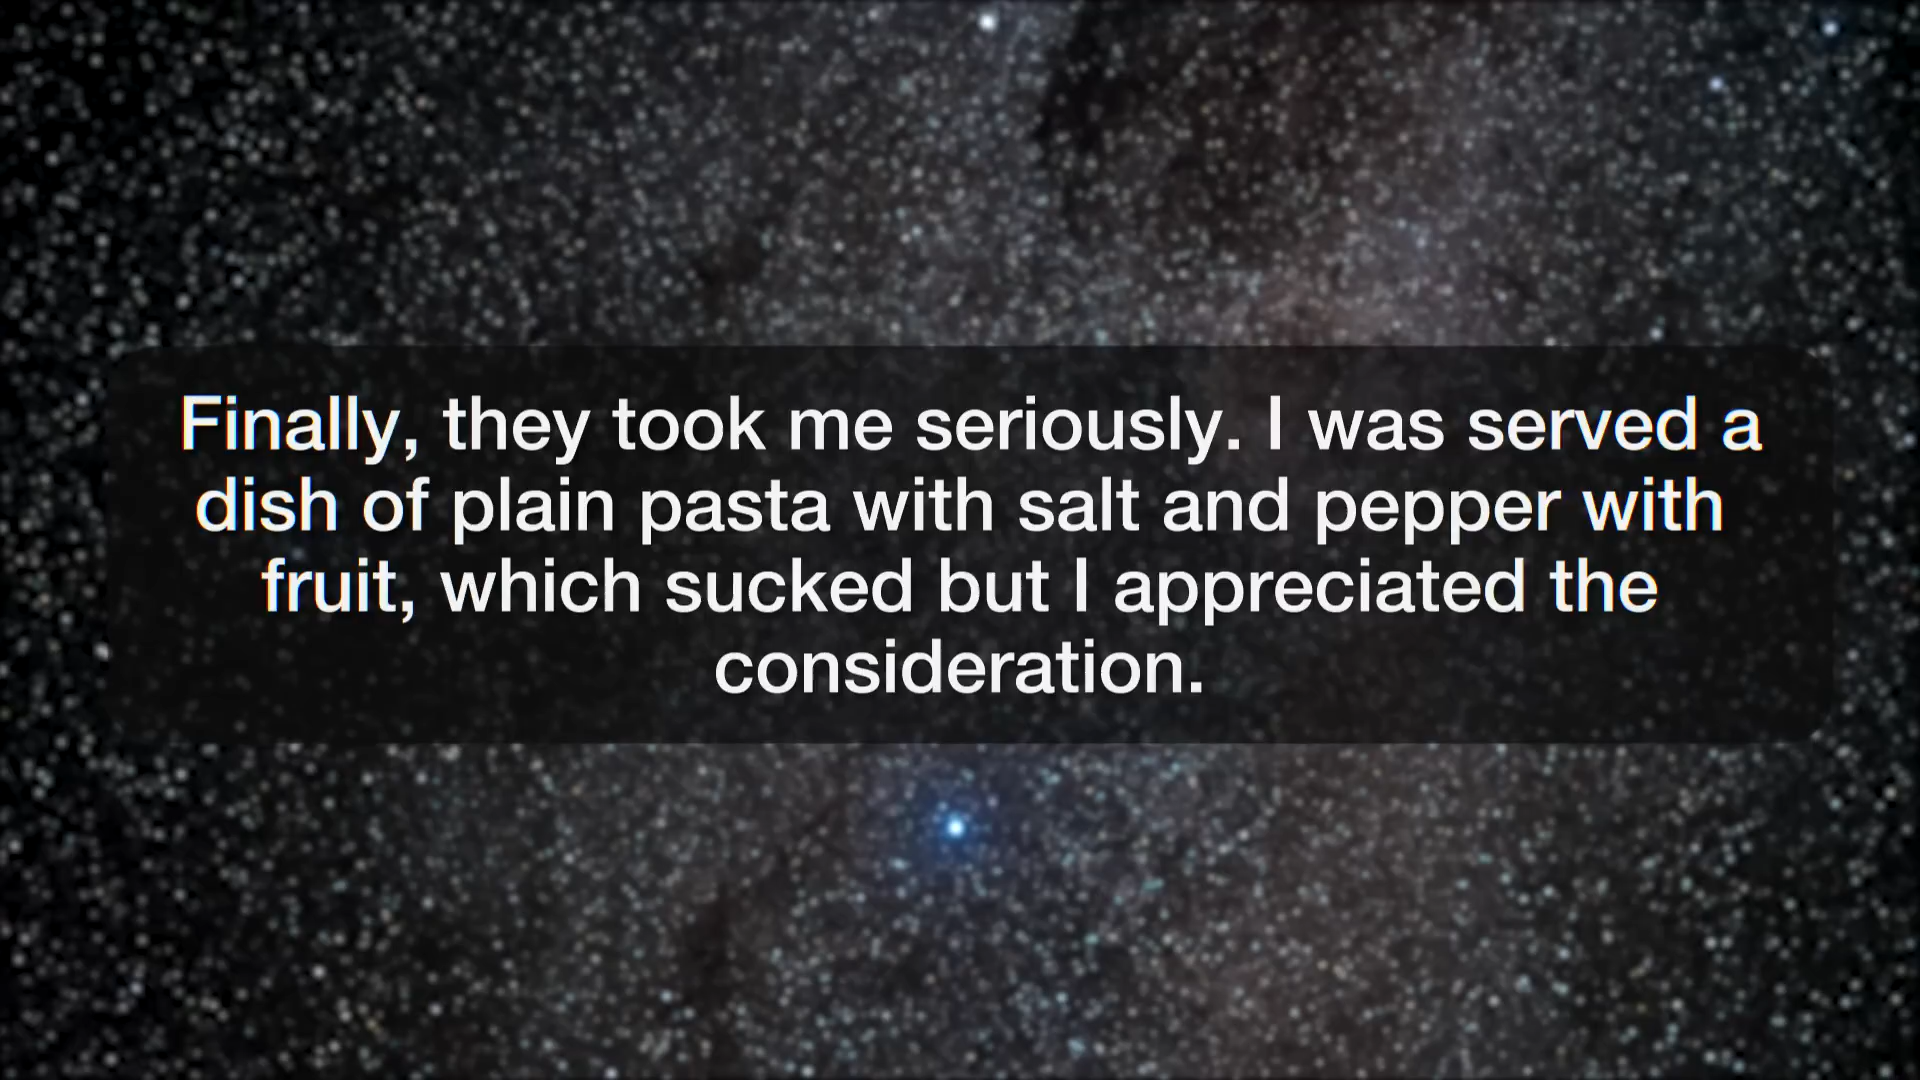 Finally, they took me seriously. I was served a
dish of plain pasta with salt and pepper with
fruit, which sucked but I appreciated the
consideration.